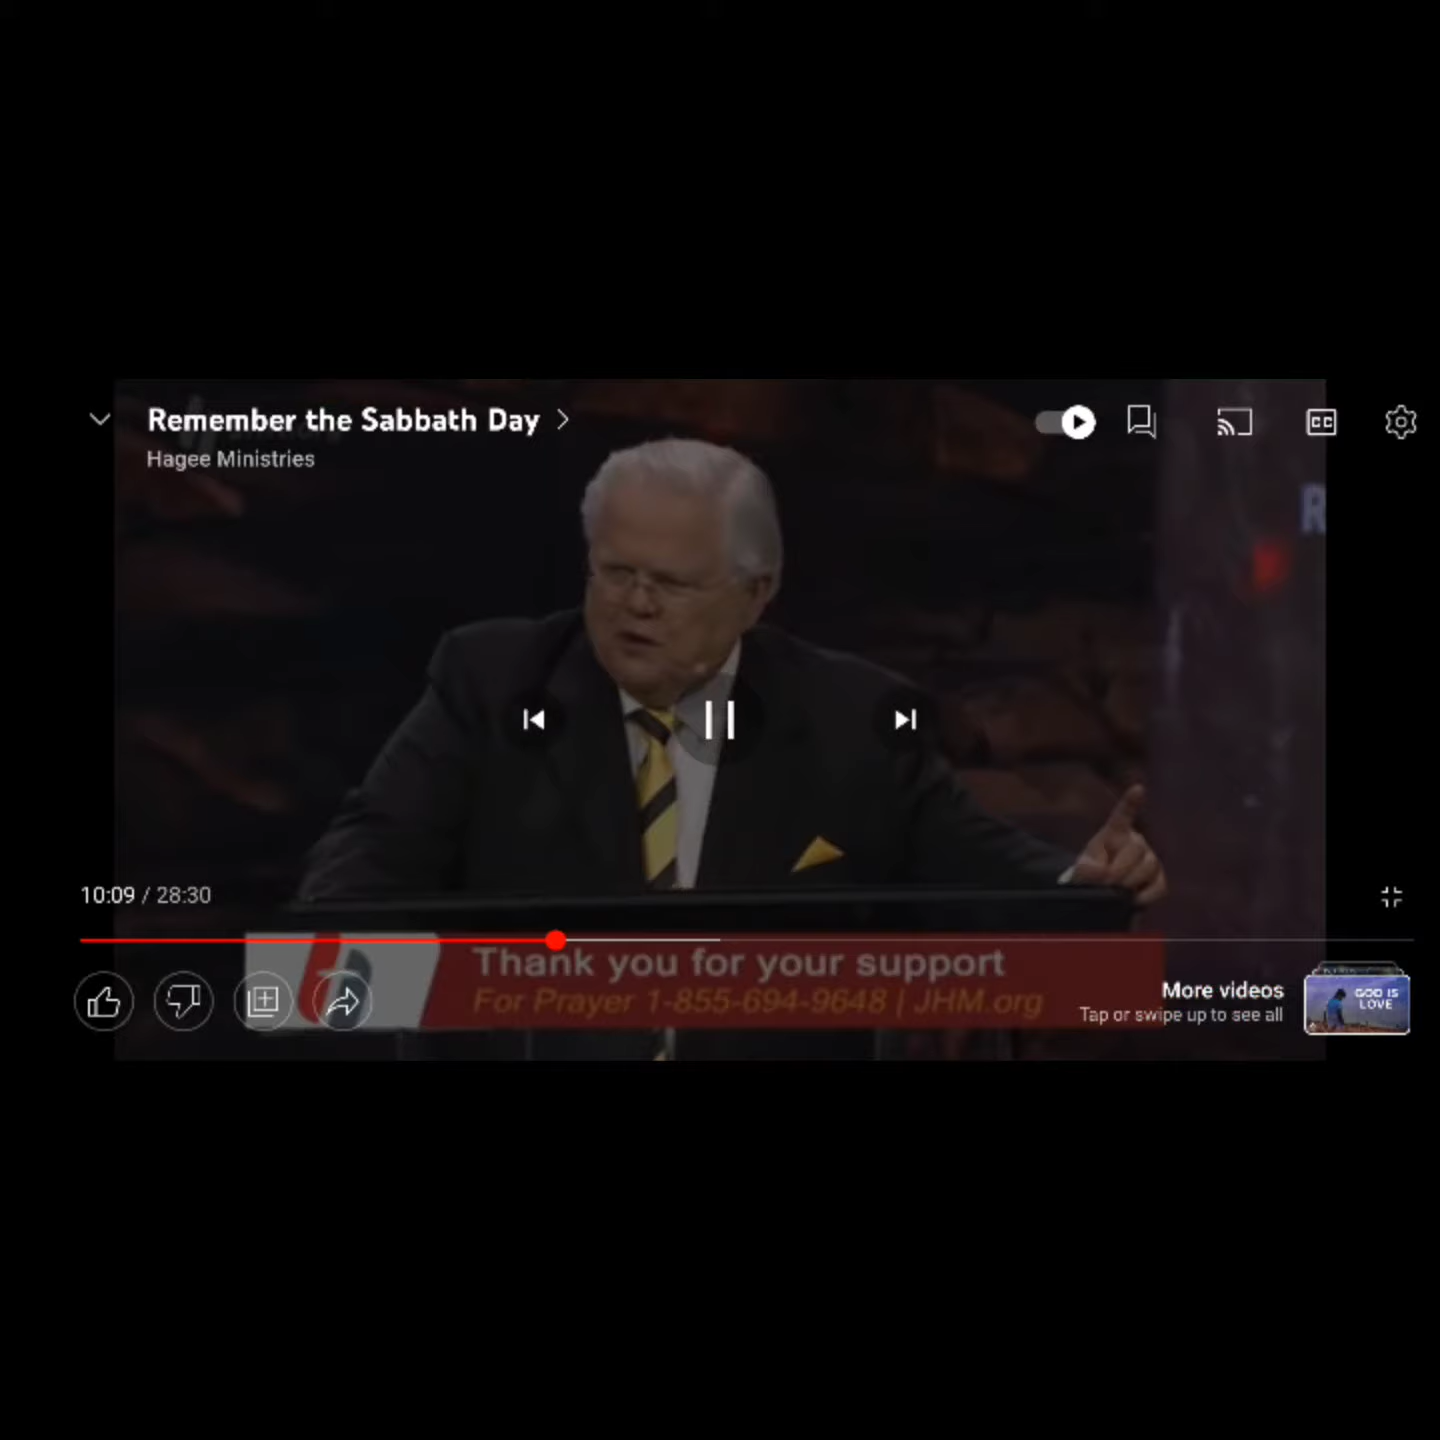 Remember the Sabbath Day
Hagee Ministries
CC
R
10:09 / 28:30
Thank you for your support
For Prayer 1-855-694-9648 | JHM.org
More videos
Tap or swipe up to see all
GOD IS
LOVE